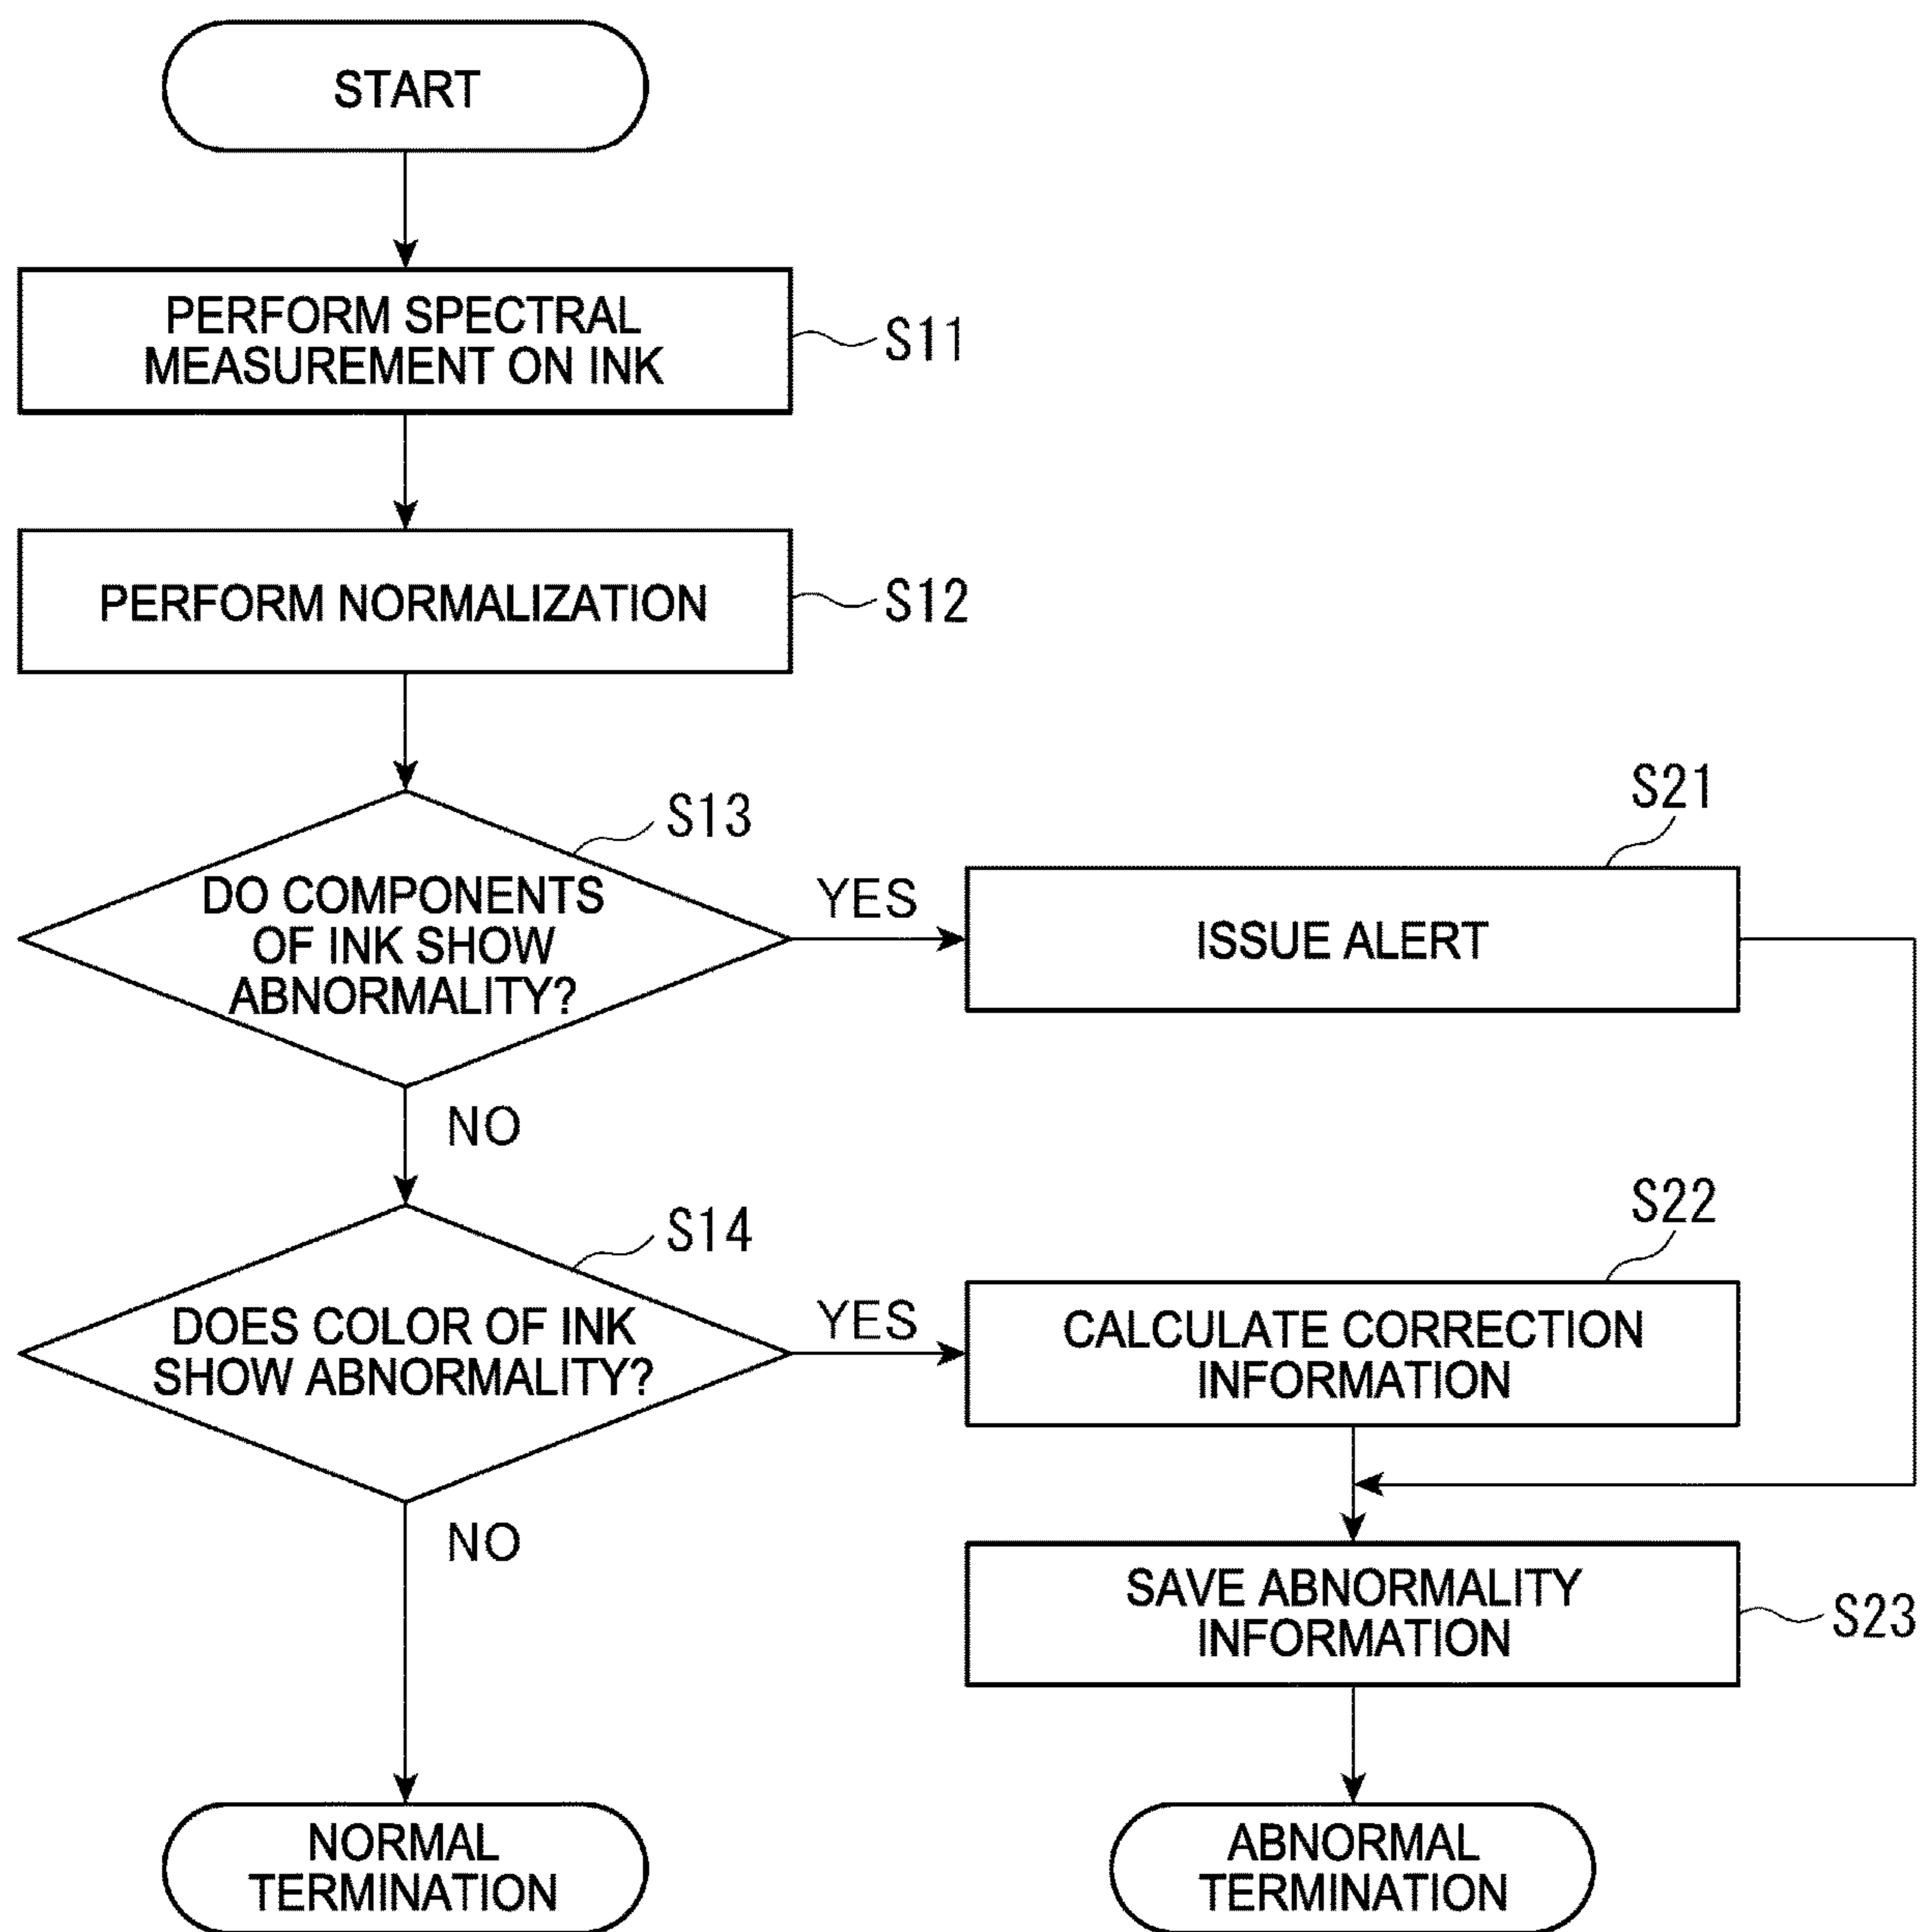 START
PERFORM SPECTRAL
MEASUREMENT ON INK
S11
PERFORM NORMALIZATION
S12
S13
DO COMPONENTS
OF INK SHOW
ABNORMALITY?
YES
S21
ISSUE ALERT
NO
S14
DOES COLOR OF INK
SHOW ABNORMALITY?
YES
S22
CALCULATE CORRECTION
INFORMATION
NO
SAVE ABNORMALITY
INFORMATION
S23
NORMAL
TERMINATION
ABNORMAL
TERMINATION